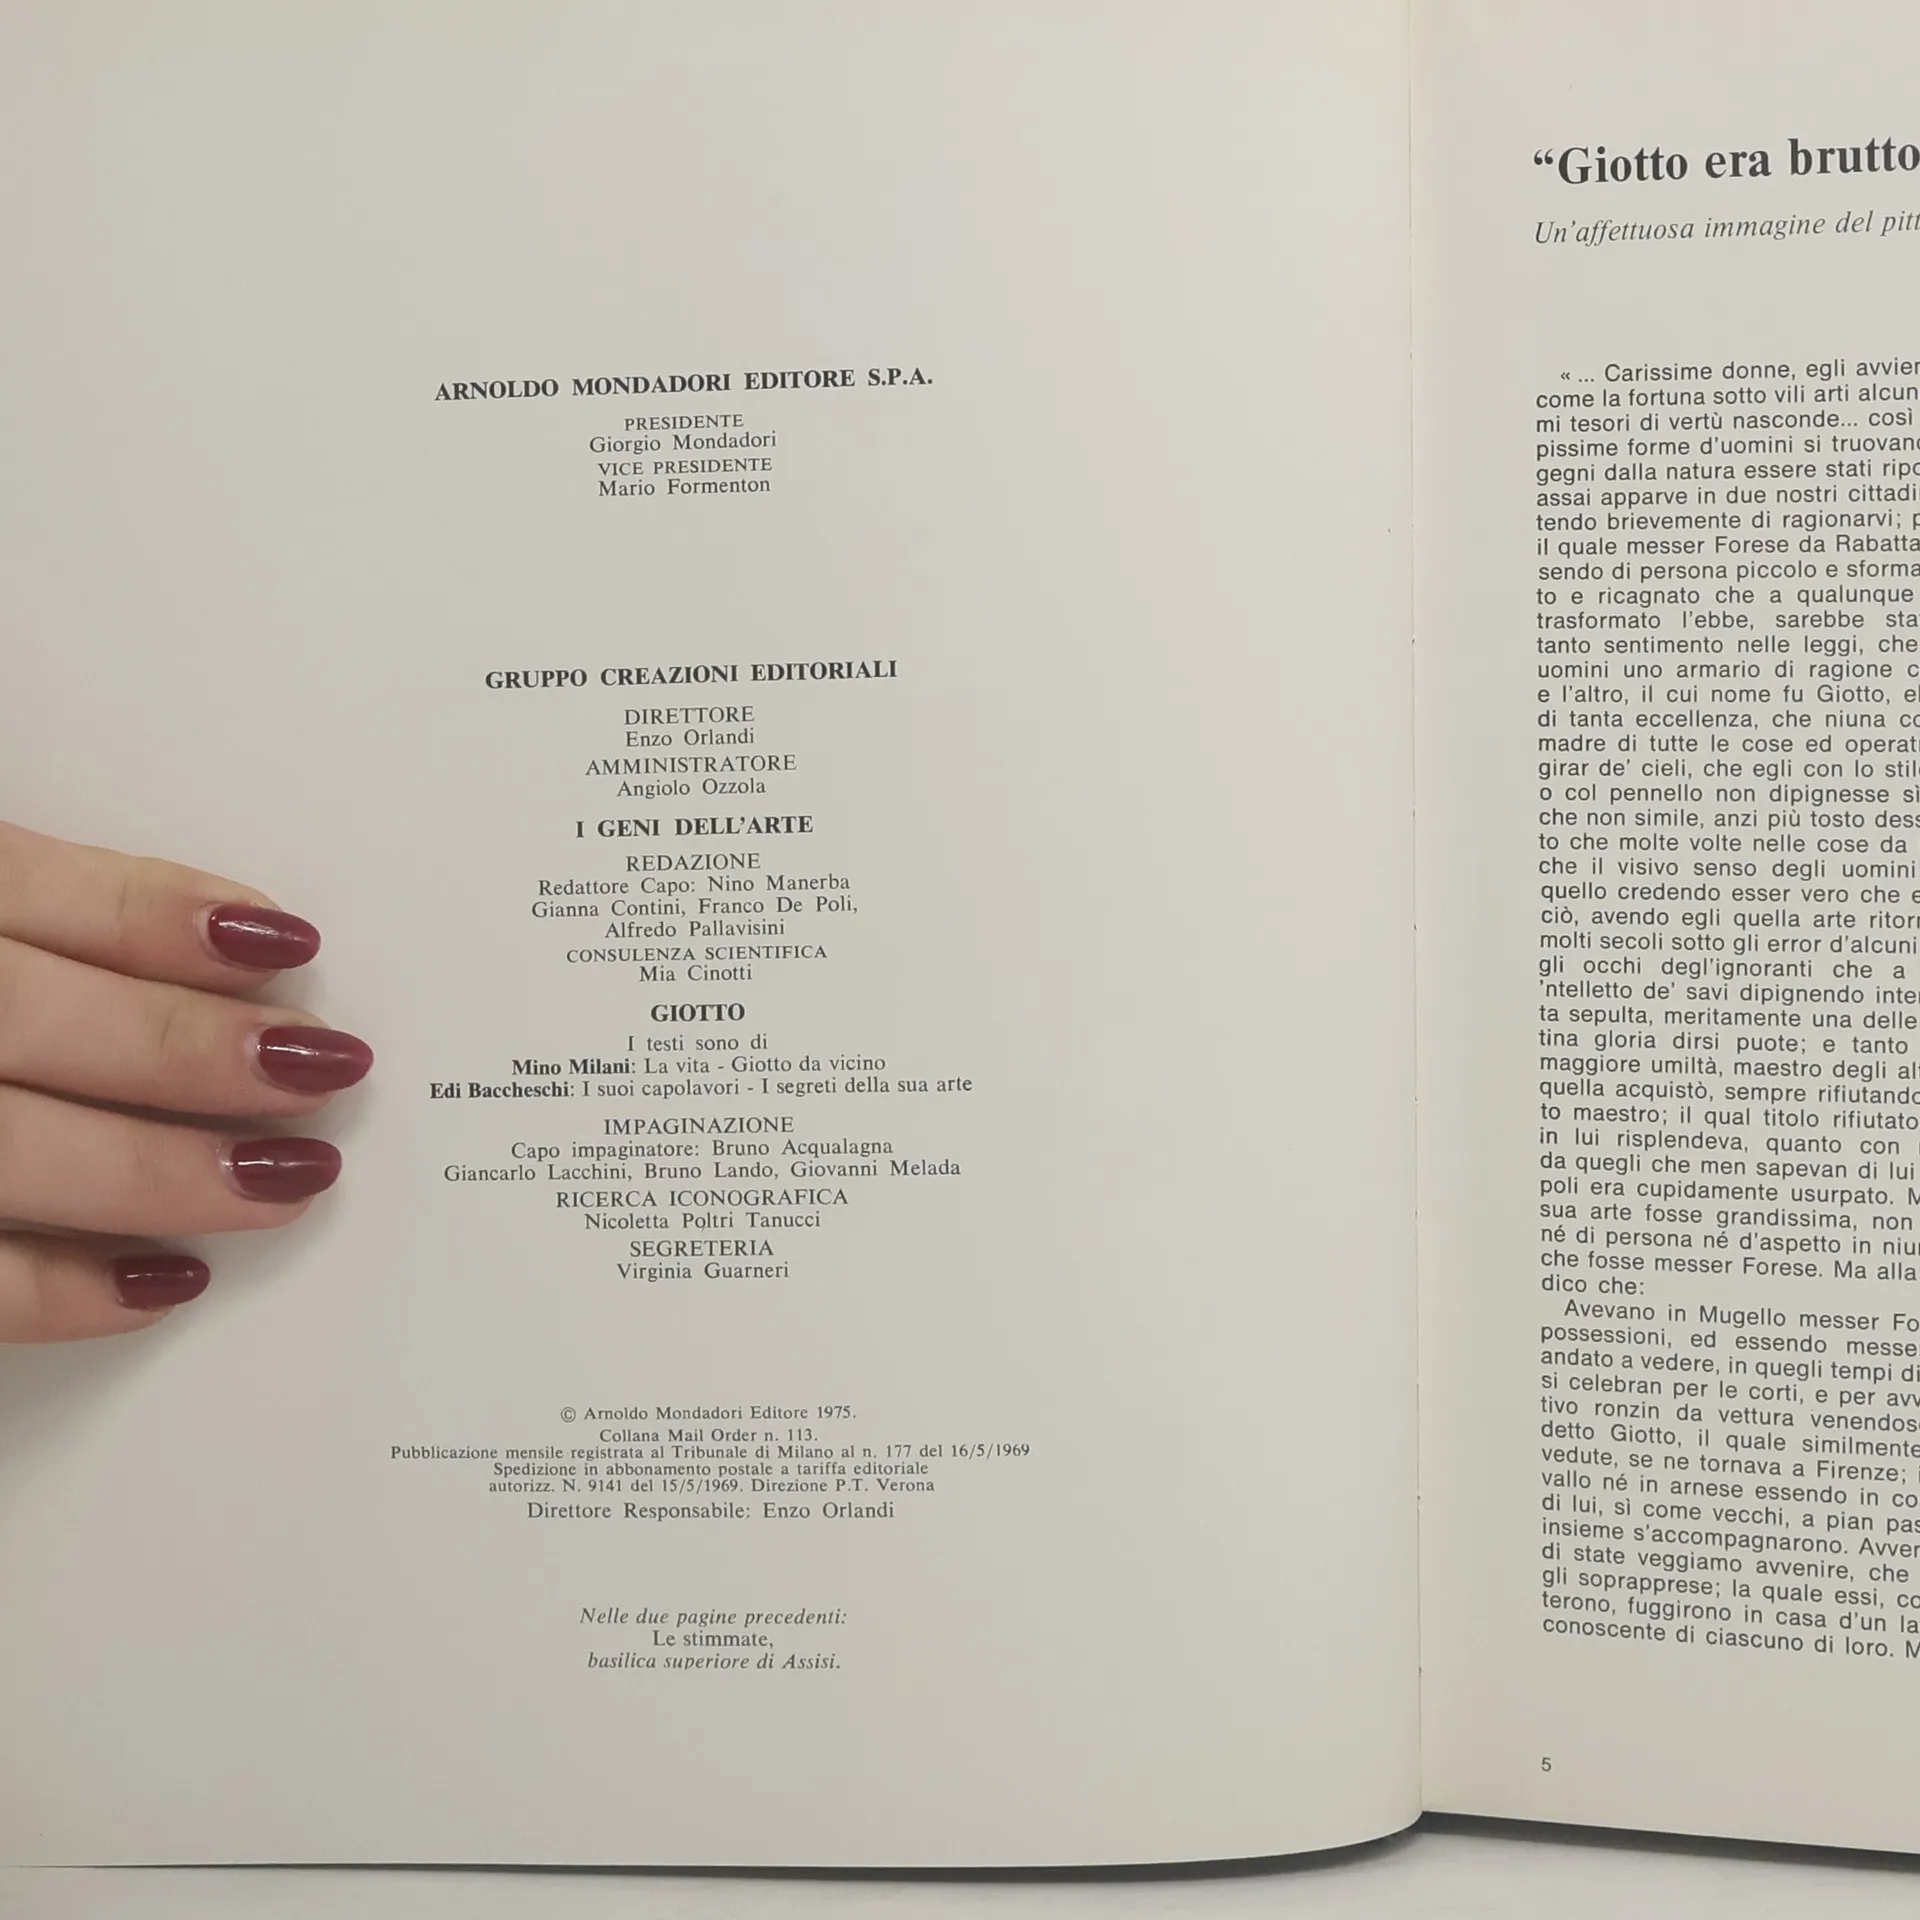 ARNOLDO MONDADORI EDITORE S.P.A.
PRESIDENTE
Giorgio Mondadori
VICE PRESIDENTE
Mario Formenton
GRUPPO CREAZIONI EDITORIALI
DIRETTORE
Enzo Orlandi
AMMINISTRATORE
Angiolo Ozzola
I GENI DELL'ARTE
REDAZIONE
Redattore Capo: Nino Manerba
Gianna Contini, Franco De Poli,
Alfredo Pallavisini
CONSULENZA SCIENTIFICA
Mia Cinotti
GIOTTO
I testi sono di
Mino Milani: La vita - Giotto da vicino
Edi Baccheschi: I suoi capolavori - I segreti della sua arte
IMPAGINAZIONE
Capo impaginatore: Bruno Acqualagna
Giancarlo Lacchini, Bruno Lando, Giovanni Melada
RICERCA ICONOGRAFICA
Nicoletta Poltri Tanucci
SEGRETERIA
Virginia Guarneri
© Arnoldo Mondadori Editore 1975.
Collana Mail Order n. 113.
Pubblicazione mensile registrata al Tribunale di Milano al n. 177 del 16/5/1969
Spedizione in abbonamento postale a tariffa editoriale
autorizz. N. 9141 del 15/5/1969. Direzione P.T. Verona
Direttore Responsabile: Enzo Orlandi
Nelle due pagine precedenti:
Le stimmate,
basilica superiore di Assisi.
“Giotto era brutto
Un'affettuosa immagine del pitt
« ... Carissime donne, egli avvien
come la fortuna sotto vili arti alcun
mi tesori di vertù nasconde... così
pissime forme d'uomini si truovano
gegni dalla natura essere stati ripo
assai apparve in due nostri cittadi
tendo brievemente di ragionarvi; p
il quale messer Forese da Rabatta
sendo di persona piccolo e sforma
to e ricagnato che a qualunque
trasformato l'ebbe, sarebbe sta
tanto sentimento nelle leggi, che
uomini uno armario di ragione c
e l'altro, il cui nome fu Giotto, e
di tanta eccellenza, che niuna co
madre di tutte le cose ed operat
girar de' cieli, che egli con lo stil
o col pennello non dipignesse sì
che non simile, anzi più tosto dess
to che molte volte nelle cose da
che il visivo senso degli uomini
quello credendo esser vero che e
ciò, avendo egli quella arte ritor
molti secoli sotto gli error d'alcuni
gli occhi degl'ignoranti che a
'ntelletto de' savi dipignendo inte
ta sepulta, meritamente una delle
tina gloria dirsi puote; e tanto
maggiore umiltà, maestro degli al
quella acquistò, sempre rifiutando
to maestro; il qual titolo rifiutato
in lui risplendeva, quanto con
da quegli che men sapevan di lui
poli era cupidamente usurpato. M
sua arte fosse grandissima, non
né di persona né d'aspetto in niu
che fosse messer Forese. Ma alla
dico che:
Avevano in Mugello messer Fo
possessioni, ed essendo messe
andato a vedere, in quegli tempi di
si celebran per le corti, e per avv
tivo ronzin da vettura venendos
detto Giotto, il quale similmente
vedute, se ne tornava a Firenze;
vallo né in arnese essendo in co
di lui, sì come vecchi, a pian pas
insieme s'accompagnarono. Avven
di state veggiamo avvenire, che
gli soprapprese; la quale essi, co
terono, fuggirono in casa d'un la
conoscente di ciascuno di loro. M
5